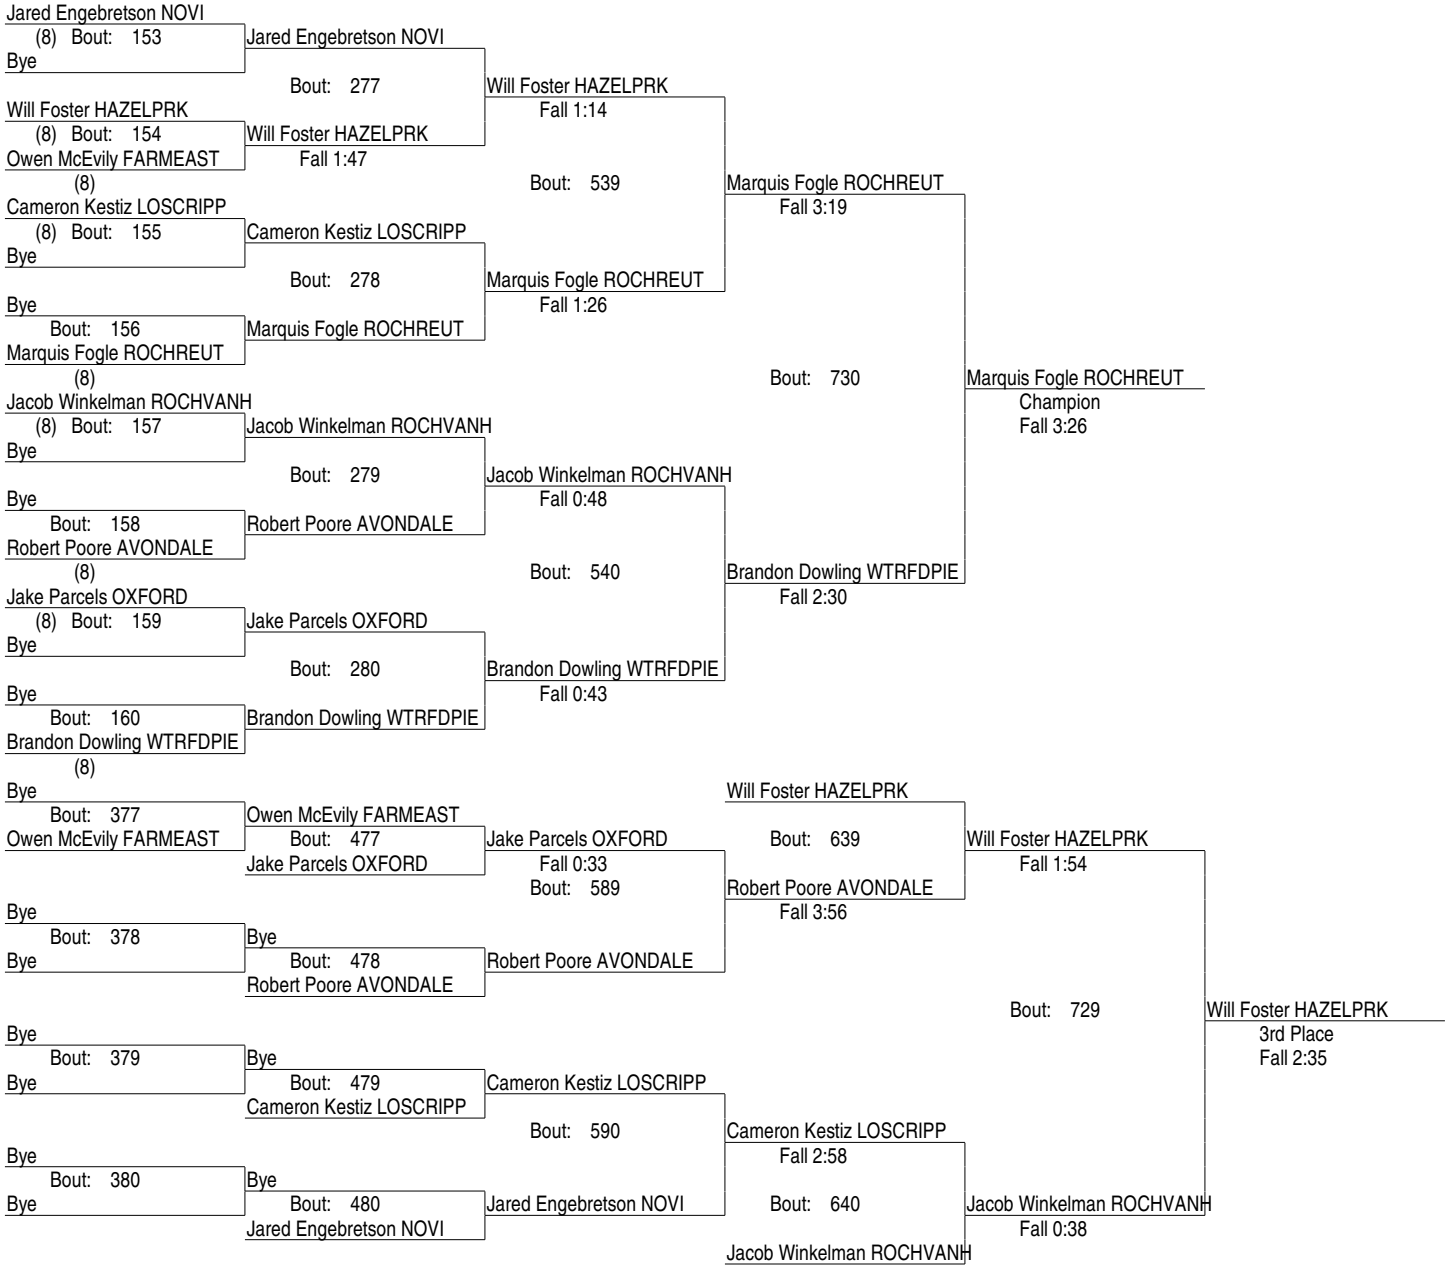 Jared Engebretson NOVI
(8) Bout: 153 Jared Engebretson NOVI
Bye
Bout: 277 Will Foster HAZELPRK
Will Foster HAZELPRK Fall 1:14
(8) Bout: 154 Will Foster HAZELPRK
Owen McEvily FARMEAST Fall 1:47
(8) Bout: 539 Marquis Fogle ROCHREUT
Cameron Kestiz LOSCRIPP Fall 3:19
(8) Bout: 155 Cameron Kestiz LOSCRIPP
Bye
Bout: 278 Marquis Fogle ROCHREUT
Bye Fall 1:26
Bout: 156 Marquis Fogle ROCHREUT
Marquis Fogle ROCHREUT
(8) Bout: 730 Marquis Fogle ROCHREUT
Jacob Winkelman ROCHVANH Champion
(8) Bout: 157 Jacob Winkelman ROCHVANH Fall 3:26
Bye
Bout: 279 Jacob Winkelman ROCHVANH
Bye Fall 0:48
Bout: 158 Robert Poore AVONDALE
Robert Poore AVONDALE
(8) Bout: 540 Brandon Dowling WTRFDPIE
Jake Parcels OXFORD Fall 2:30
(8) Bout: 159 Jake Parcels OXFORD
Bye
Bout: 280 Brandon Dowling WTRFDPIE
Bye Fall 0:43
Bout: 160 Brandon Dowling WTRFDPIE
Brandon Dowling WTRFDPIE
(8)
Bye Will Foster HAZELPRK
Bout: 377 Owen McEvily FARMEAST
Owen McEvily FARMEAST Bout: 477 Jake Parcels OXFORD Bout: 639 Will Foster HAZELPRK
Jake Parcels OXFORD Fall 0:33 Fall 1:54
Bout: 589 Robert Poore AVONDALE
Bye Fall 3:56
Bout: 378 Bye
Bye Bout: 478 Robert Poore AVONDALE
Robert Poore AVONDALE
Bout: 729 Will Foster HAZELPRK
Bye 3rd Place
Bout: 379 Bye Fall 2:35
Bye Bout: 479 Cameron Kestiz LOSCRIPP
Cameron Kestiz LOSCRIPP
Bout: 590 Cameron Kestiz LOSCRIPP
Bye Fall 2:58
Bout: 380 Bye
Bye Bout: 480 Jared Engebretson NOVI Bout: 640 Jacob Winkelman ROCHVANH
Jared Engebretson NOVI Fall 0:38
Jacob Winkelman ROCHVANH